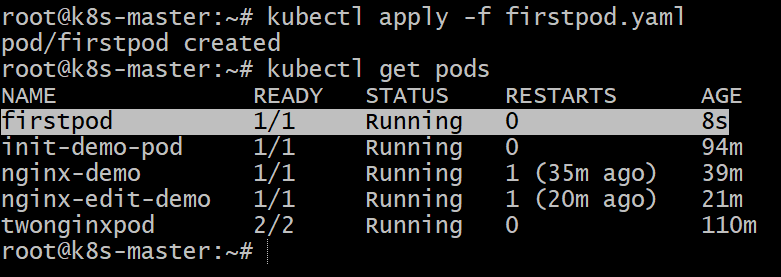 root@k8s-master:~# kubectl apply -f firstpod.yaml
pod/firstpod created
root@k8s-master:~# kubectl get pods
NAME READY STATUS RESTARTS AGE
firstpod 1/1 Running 0 8s
init-demo-pod 1/1 Running 0 94m
nginx-demo 1/1 Running 1 (35m ago) 39m
nginx-edit-demo 1/1 Running 1 (20m ago) 21m
twonginxpod 2/2 Running 0 110m
root@k8s-master:~#